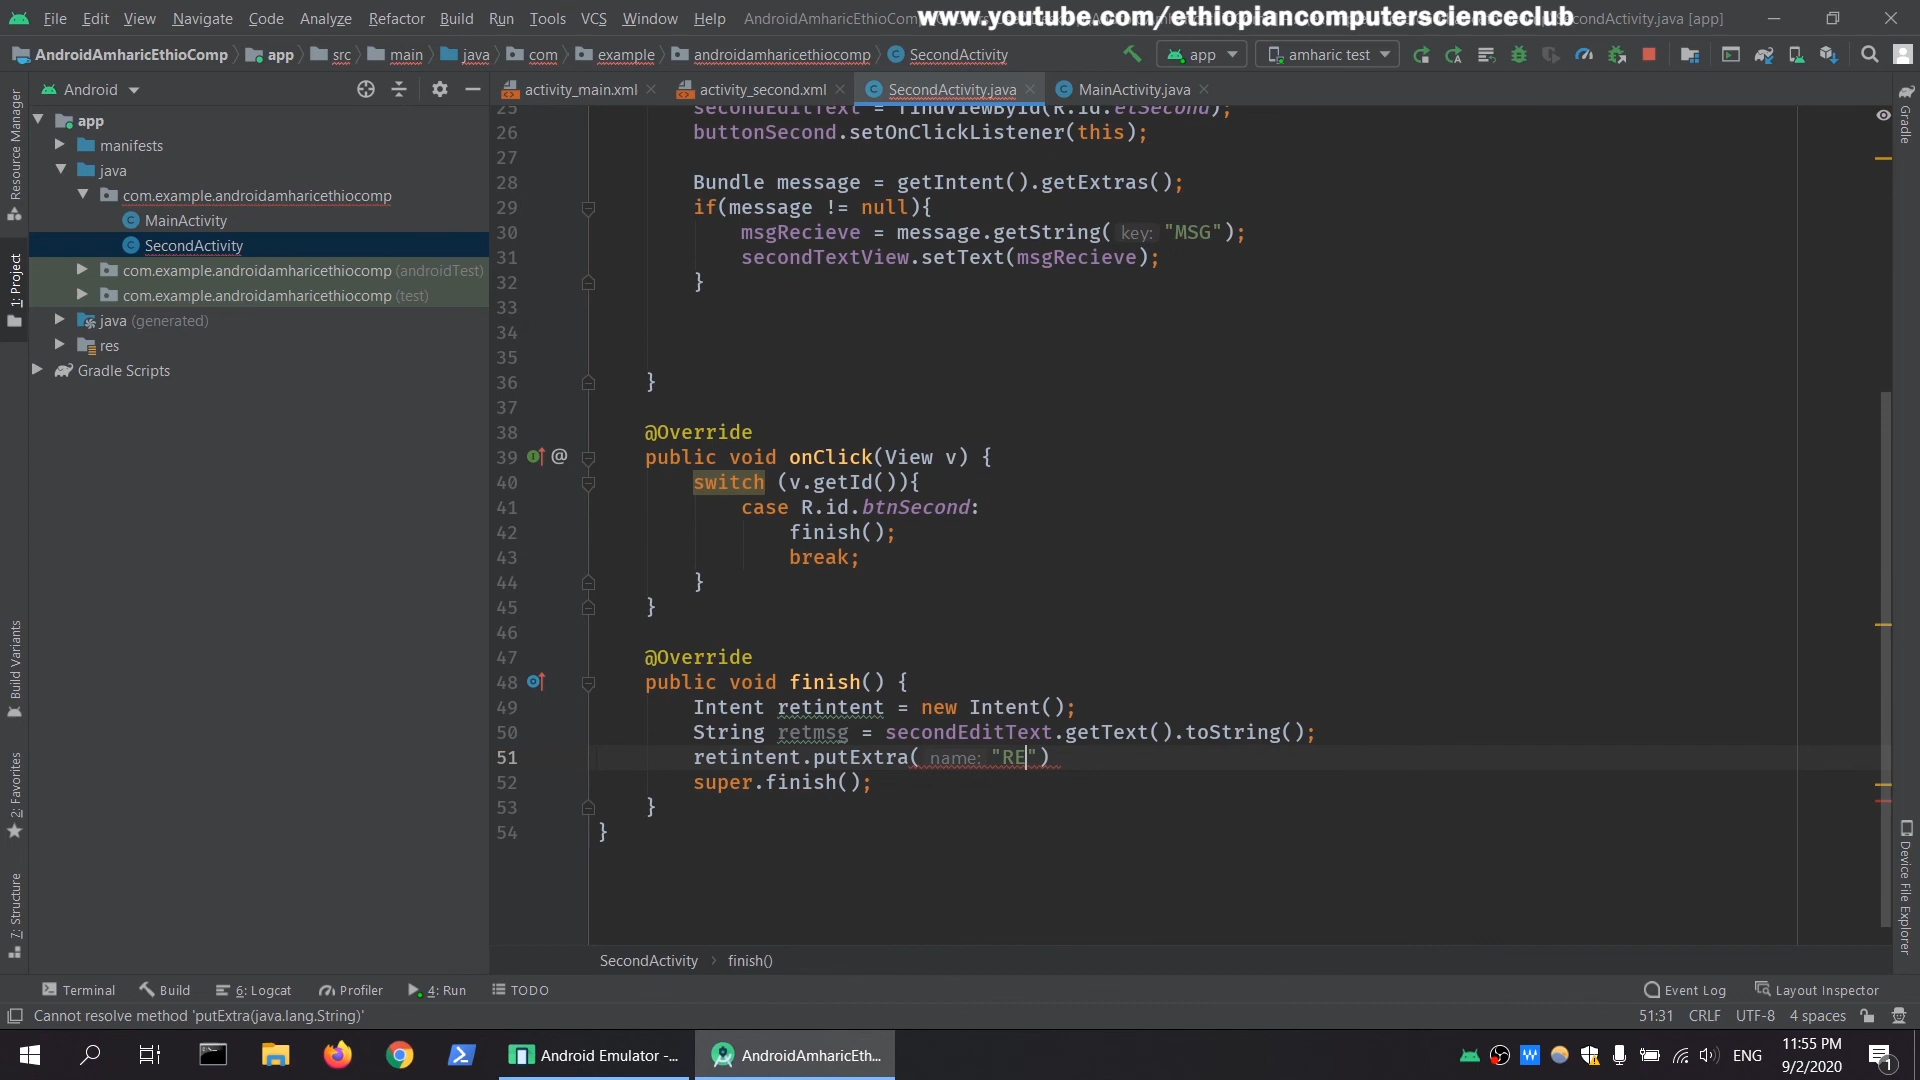 File Edit View Navigate Code Analyze Refactor Build Run Tools VCS Window Help AndroidAmharicEthioComp www.youtube.com/ethiopiancomputerscienceclub SecondActivity.java [app]
AndroidAmharicEthioComp app src main java com example androidamharicethiocomp SecondActivity app amharic test
Android activity_main.xml activity_second.xml SecondActivity.java MainActivity.java
app
manifests
java
com.example.androidamharicethiocomp
MainActivity
SecondActivity
com.example.androidamharicethiocomp (androidTest)
com.example.androidamharicethiocomp (test)
java (generated)
res
Gradle Scripts
Resource Manager
1: Project
Build Variants
2: Favorites
7: Structure
25 secondEditText = findViewById(R.id.etSecond);
26 buttonSecond.setOnClickListener(this);
27
28 Bundle message = getIntent().getExtras();
29 if(message != null){
30 msgRecieve = message.getString( key: "MSG");
31 secondTextView.setText(msgRecieve);
32 }
33
34
35
36 }
37
38 @Override
39 @ public void onClick(View v) {
40 switch (v.getId()){
41 case R.id.btnSecond:
42 finish();
43 break;
44 }
45 }
46
47 @Override
48 public void finish() {
49 Intent retintent = new Intent();
50 String retmsg = secondEditText.getText().toString();
51 retintent.putExtra( name: "RE")
52 super.finish();
53 }
54 }
Gradle
Device File Explorer
SecondActivity › finish()
Terminal Build 6: Logcat Profiler 4: Run TODO Event Log Layout Inspector
Cannot resolve method 'putExtra(java.lang.String)' 51:31 CRLF UTF-8 4 spaces
Android Emulator -... AndroidAmharicEth... ENG 11:55 PM
9/2/2020
1